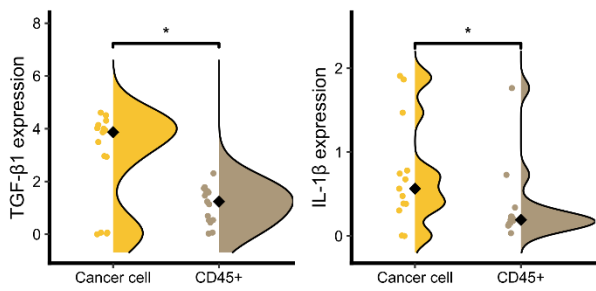 TGF-β1 expression
8
6
4
2
0
*
Cancer cell
CD45+
IL-1β expression
2
1
0
*
Cancer cell
CD45+